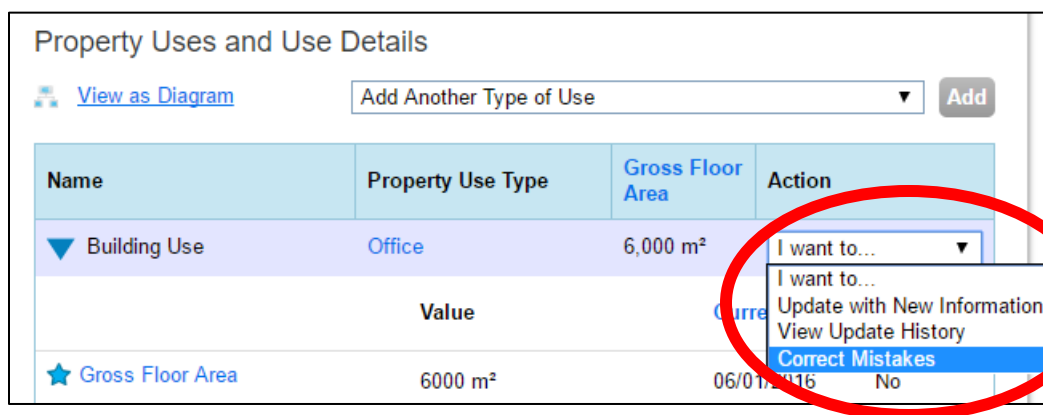 Property Uses and Use Details
View as Diagram Add Another Type of Use Add
Name Property Use Type Gross Floor Area Action
Building Use Office 6,000 m² I want to...
I want to...
Update with New Information
View Update History
Correct Mistakes
Value
Gross Floor Area 6000 m² No